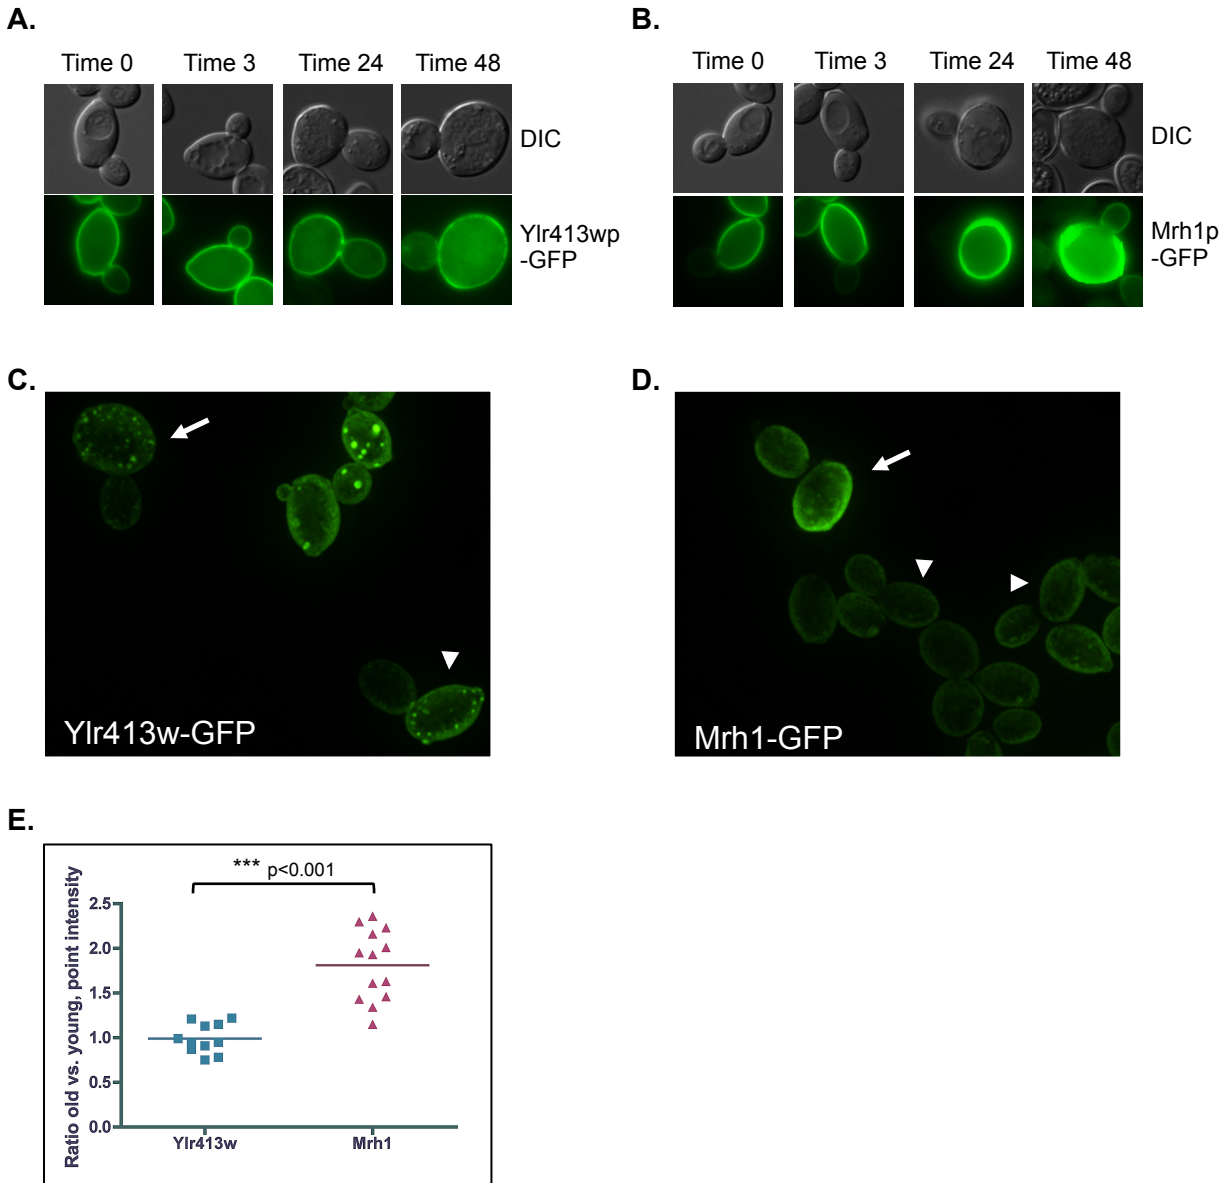 A.
Time 0 Time 3 Time 24 Time 48
DIC
Ylr413wp
-GFP
B.
Time 0 Time 3 Time 24 Time 48
DIC
Mrh1p
-GFP
C.
Ylr413w-GFP
D.
Mrh1-GFP
E.
*** p<0.001
Ratio old vs. young, point intensity
2.5
2.0
1.5
1.0
0.5
0.0
Ylr413w Mrh1